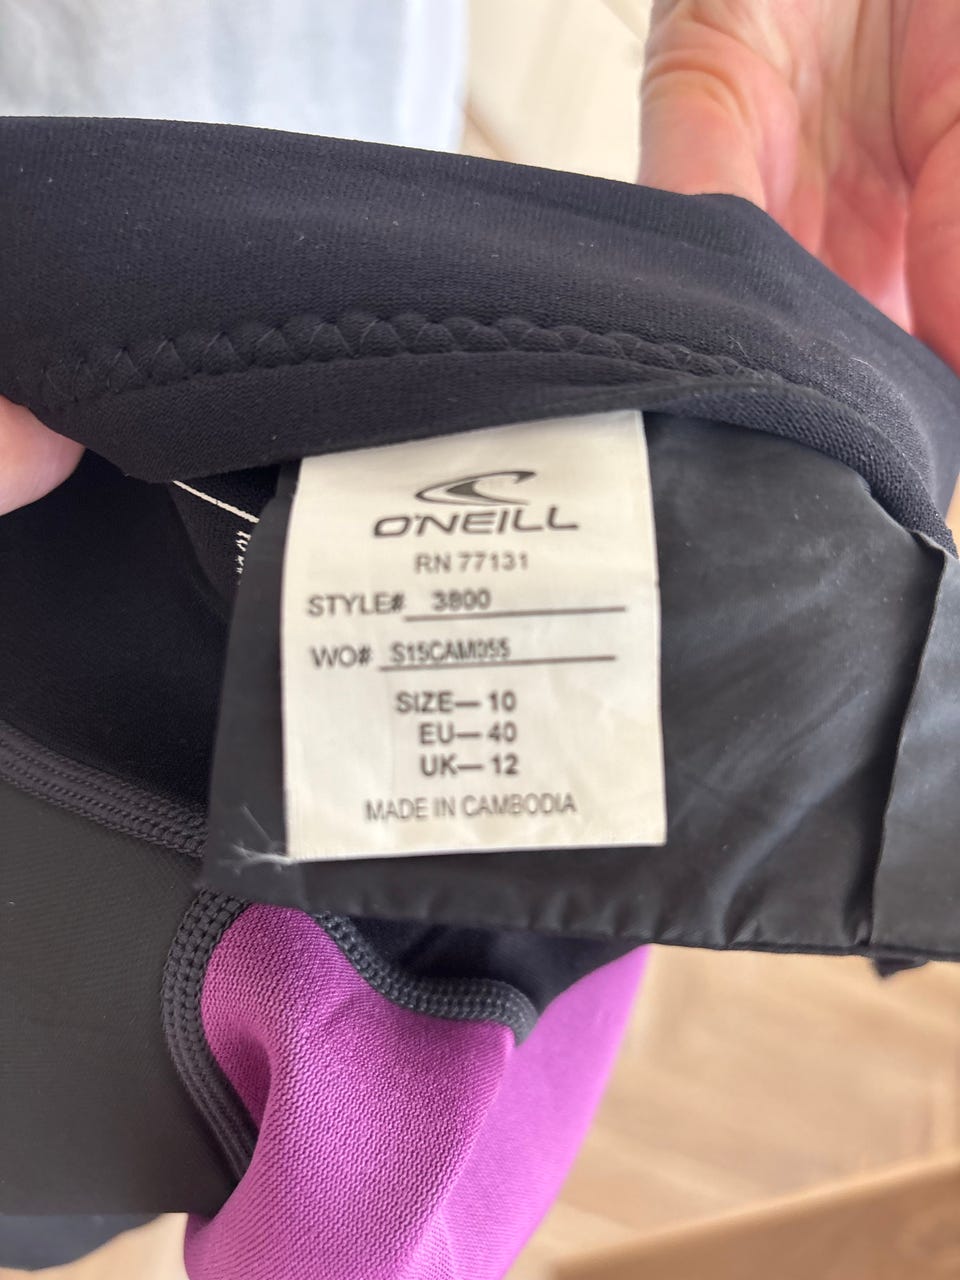 O'NEILL
RN 77131
STYLE# 3800
WO# S15CAM055
SIZE— 10
EU— 40
UK— 12
MADE IN CAMBODIA